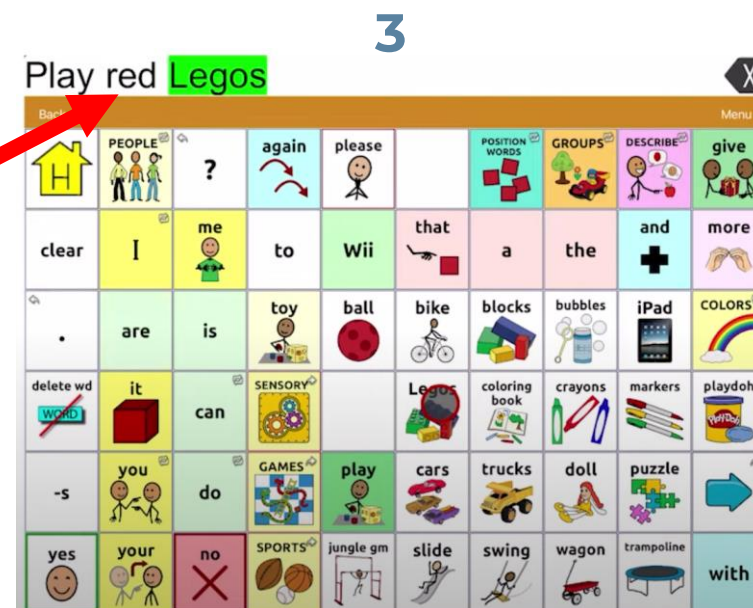 3
Play red Legos
X
Back Menu
PEOPLE ? again please POSITION WORDS GROUPS DESCRIBE give
H
clear I me to Wii that a the and more
. are is toy ball bike blocks bubbles iPad COLORS
delete wd it can SENSORY Legos coloring book crayons markers playdoh
WORD
-s you do GAMES play cars trucks doll puzzle
yes your no SPORTS jungle gm slide swing wagon trampoline with